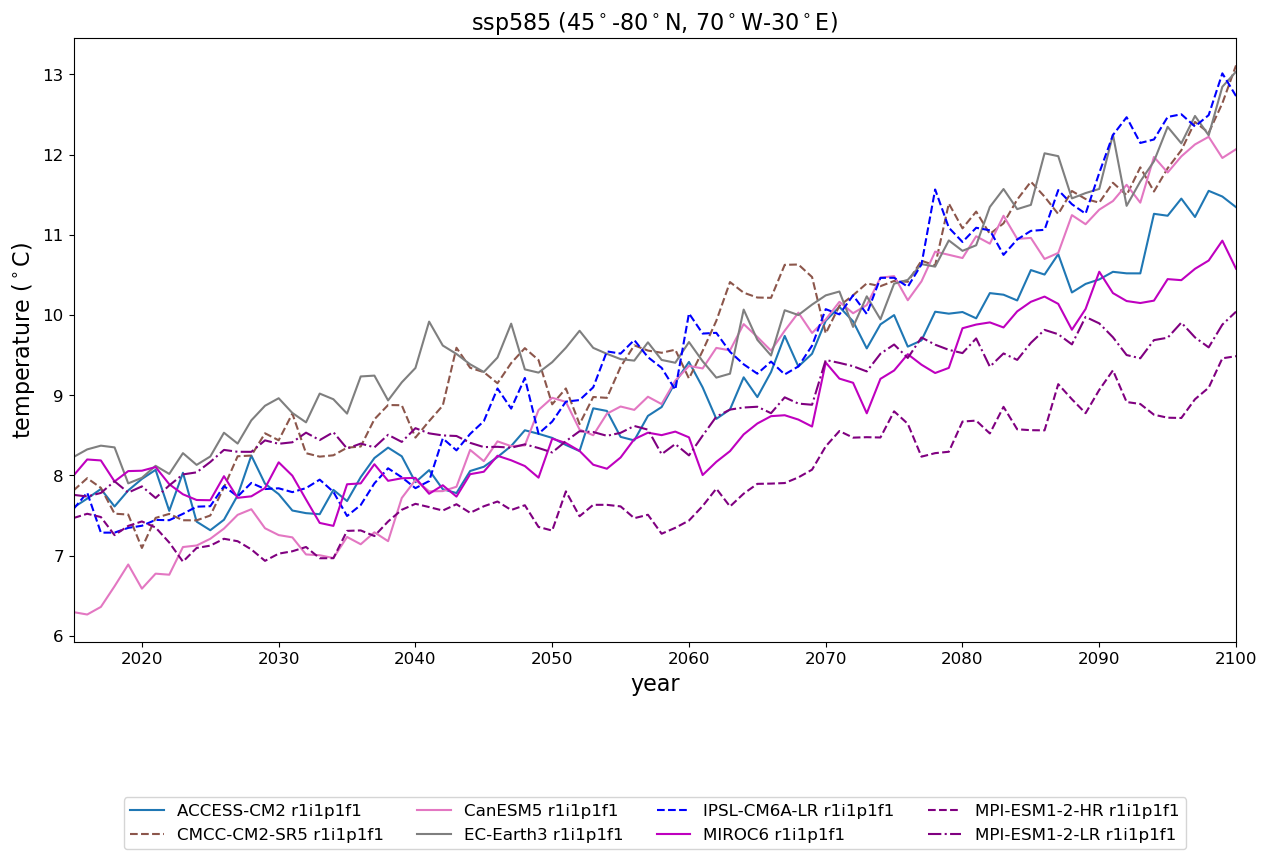 ssp585 (45°-80°N, 70°W-30°E)
13
12
11
10
9
8
7
6
temperature (°C)
2020 2030 2040 2050 2060 2070 2080 2090 2100
year
ACCESS-CM2 r1i1p1f1 CanESM5 r1i1p1f1 IPSL-CM6A-LR r1i1p1f1 MPI-ESM1-2-HR r1i1p1f1
CMCC-CM2-SR5 r1i1p1f1 EC-Earth3 r1i1p1f1 MIROC6 r1i1p1f1 MPI-ESM1-2-LR r1i1p1f1